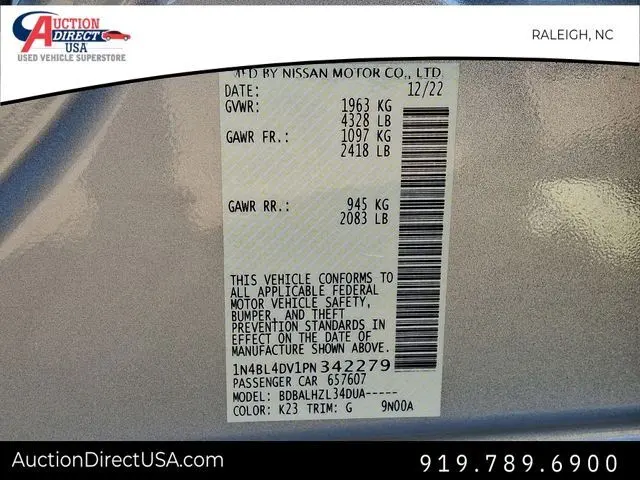 AUCTION
DIRECT
USA
USED VEHICLE SUPERSTORE
RALEIGH, NC
MFD BY NISSAN MOTOR CO., LTD.
DATE: 12/22
GVWR: 1963 KG
4328 LB
GAWR FR.: 1097 KG
2418 LB
GAWR RR.: 945 KG
2083 LB
THIS VEHICLE CONFORMS TO
ALL APPLICABLE FEDERAL
MOTOR VEHICLE SAFETY,
BUMPER, AND THEFT
PREVENTION STANDARDS IN
EFFECT ON THE DATE OF
MANUFACTURE SHOWN ABOVE.
1N4BL4DV1PN342279
PASSENGER CAR 657607
MODEL: BDBALHZL34DUA-----
COLOR: K23 TRIM: G 9N00A
AuctionDirectUSA.com
919.789.6900